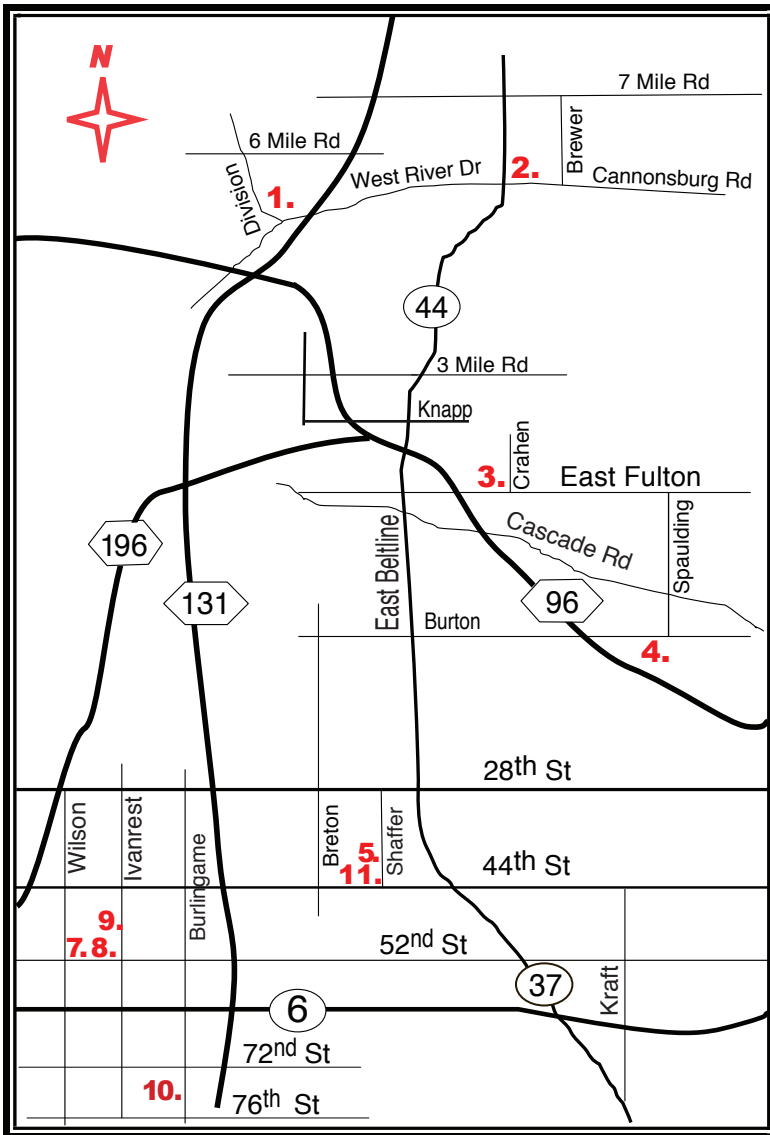 N
7 Mile Rd
6 Mile Rd
Brewer
West River Dr
2.
Cannonsburg Rd
Division
1.
44
3 Mile Rd
Knapp
Crahen
3.
East Fulton
196
131
East Beltline
Cascade Rd
96
Spaulding
Burton
4.
28th St
Wilson
Ivanrest
Burlingame
Breton
5.
11.
Shaffer
44th St
9.
7. 8.
52nd St
37
Kraft
6
72nd St
10.
76th St